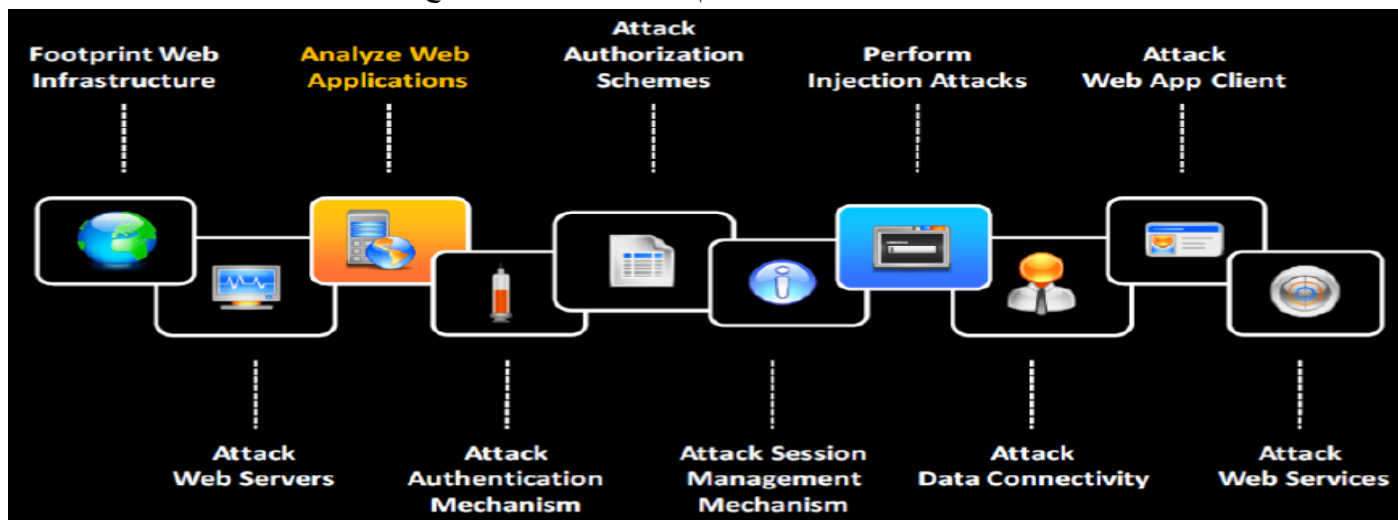 Footprint Web
Infrastructure
Analyze Web
Applications
Attack
Authorization
Schemes
Perform
Injection Attacks
Attack
Web App Client
Attack
Web Servers
Attack
Authentication
Mechanism
Attack Session
Management
Mechanism
Attack
Data Connectivity
Attack
Web Services